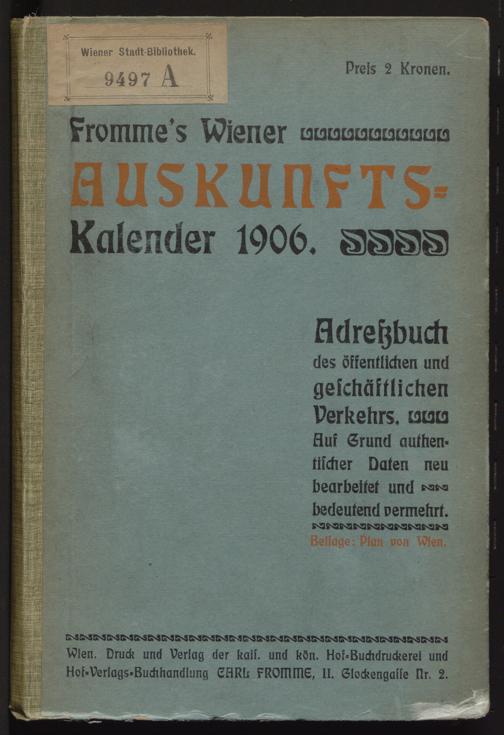 Wiener Stadt-Bibliothek.
9497 A
Preis 2 Kronen.
Fromme's Wiener
AUSKUNFTS-
Kalender 1906.
Adreßbuch
des öffentlichen und
geschäftlichen
Verkehrs.
Auf Grund authen-
tischer Daten neu
bearbeitet und
bedeutend vermehrt.
Beilage: Plan von Wien.
Wien. Druck und Verlag der kais. und kön. Hof-Buchdruckerei und
Hof-Verlags-Buchhandlung CARL FROMME, II. Glockengasse Nr. 2.